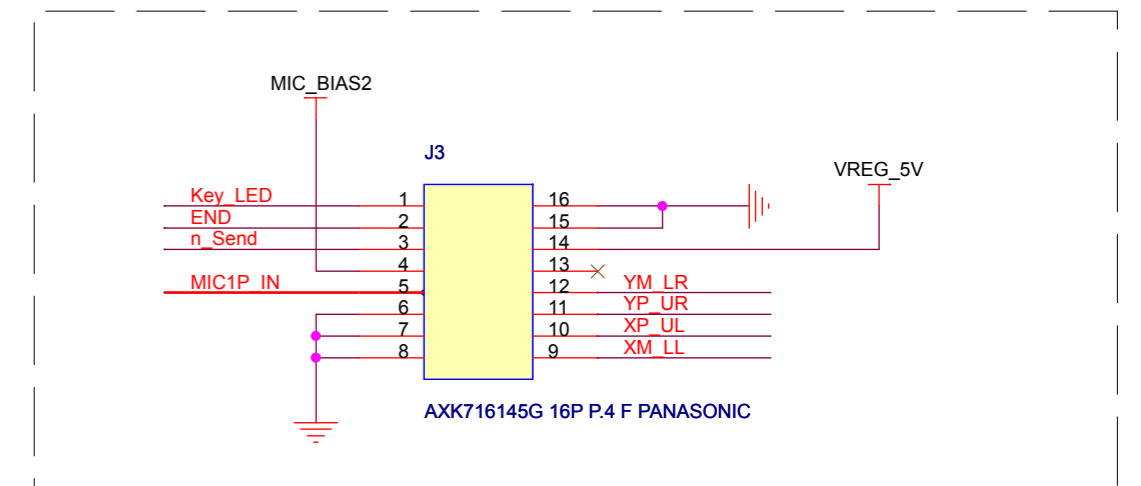 MIC_BIAS2
J3
VREG_5V
Key_LED 1 16
END 2 15
n_Send 3 14
4 13
MIC1P_IN 5 12 YM_LR
6 11 YP_UR
7 10 XP_UL
8 9 XM_LL
AXK716145G 16P P.4 F PANASONIC